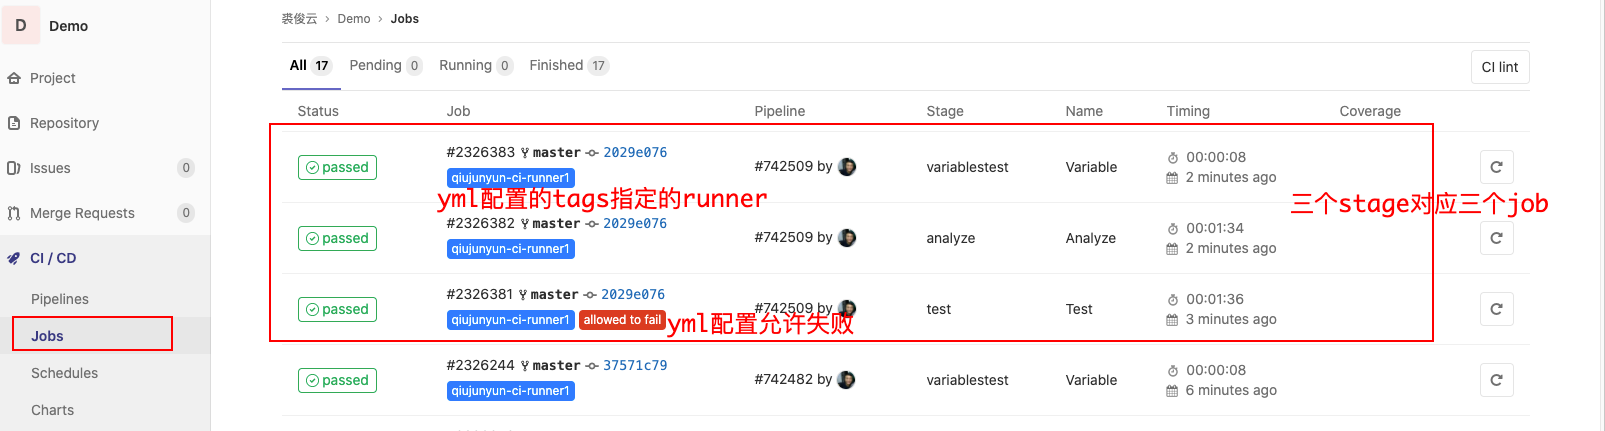 D Demo
Project
Repository
Issues 0
Merge Requests 0
CI / CD
Pipelines
Jobs
Schedules
Charts
裘俊云 › Demo › Jobs
All 17 Pending 0 Running 0 Finished 17
CI lint
Status Job Pipeline Stage Name Timing Coverage
passed #2326383 master 2029e076 #742509 by variablestest Variable 00:00:08
qiujunyun-ci-runner1 2 minutes ago
yml配置的tags指定的runner
三个stage对应三个job
passed #2326382 master 2029e076 #742509 by analyze Analyze 00:01:34
qiujunyun-ci-runner1 2 minutes ago
passed #2326381 master 2029e076 #742509 by test Test 00:01:36
qiujunyun-ci-runner1 allowed to fail 3 minutes ago
yml配置允许失败
passed #2326244 master 37571c79 #742482 by variablestest Variable 00:00:08
qiujunyun-ci-runner1 6 minutes ago